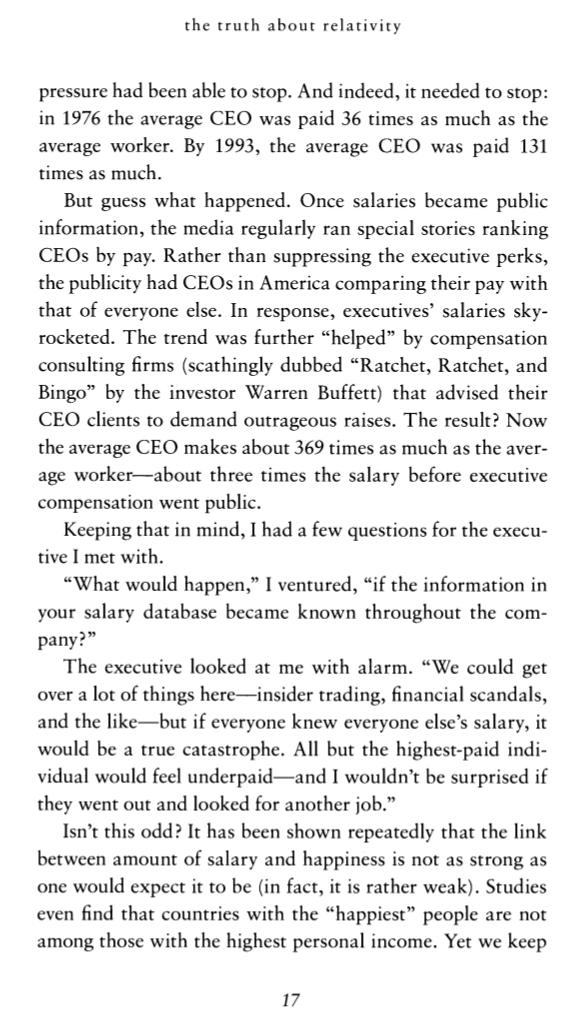 the truth about relativity
pressure had been able to stop. And indeed, it needed to stop:
in 1976 the average CEO was paid 36 times as much as the
average worker. By 1993, the average CEO was paid 131
times as much.
But guess what happened. Once salaries became public
information, the media regularly ran special stories ranking
CEOs by pay. Rather than suppressing the executive perks,
the publicity had CEOs in America comparing their pay with
that of everyone else. In response, executives’ salaries sky-
rocketed. The trend was further “helped” by compensation
consulting firms (scathingly dubbed “Ratchet, Ratchet, and
Bingo” by the investor Warren Buffett) that advised their
CEO clients to demand outrageous raises. The result? Now
the average CEO makes about 369 times as much as the aver-
age worker—about three times the salary before executive
compensation went public.
Keeping that in mind, I had a few questions for the execu-
tive I met with.
“What would happen,” I ventured, “if the information in
your salary database became known throughout the com-
pany?”
The executive looked at me with alarm. “We could get
over a lot of things here—insider trading, financial scandals,
and the like—but if everyone knew everyone else’s salary, it
would be a true catastrophe. All but the highest-paid indi-
vidual would feel underpaid—and I wouldn’t be surprised if
they went out and looked for another job.”
Isn’t this odd? It has been shown repeatedly that the link
between amount of salary and happiness is not as strong as
one would expect it to be (in fact, it is rather weak). Studies
even find that countries with the “happiest” people are not
among those with the highest personal income. Yet we keep
17